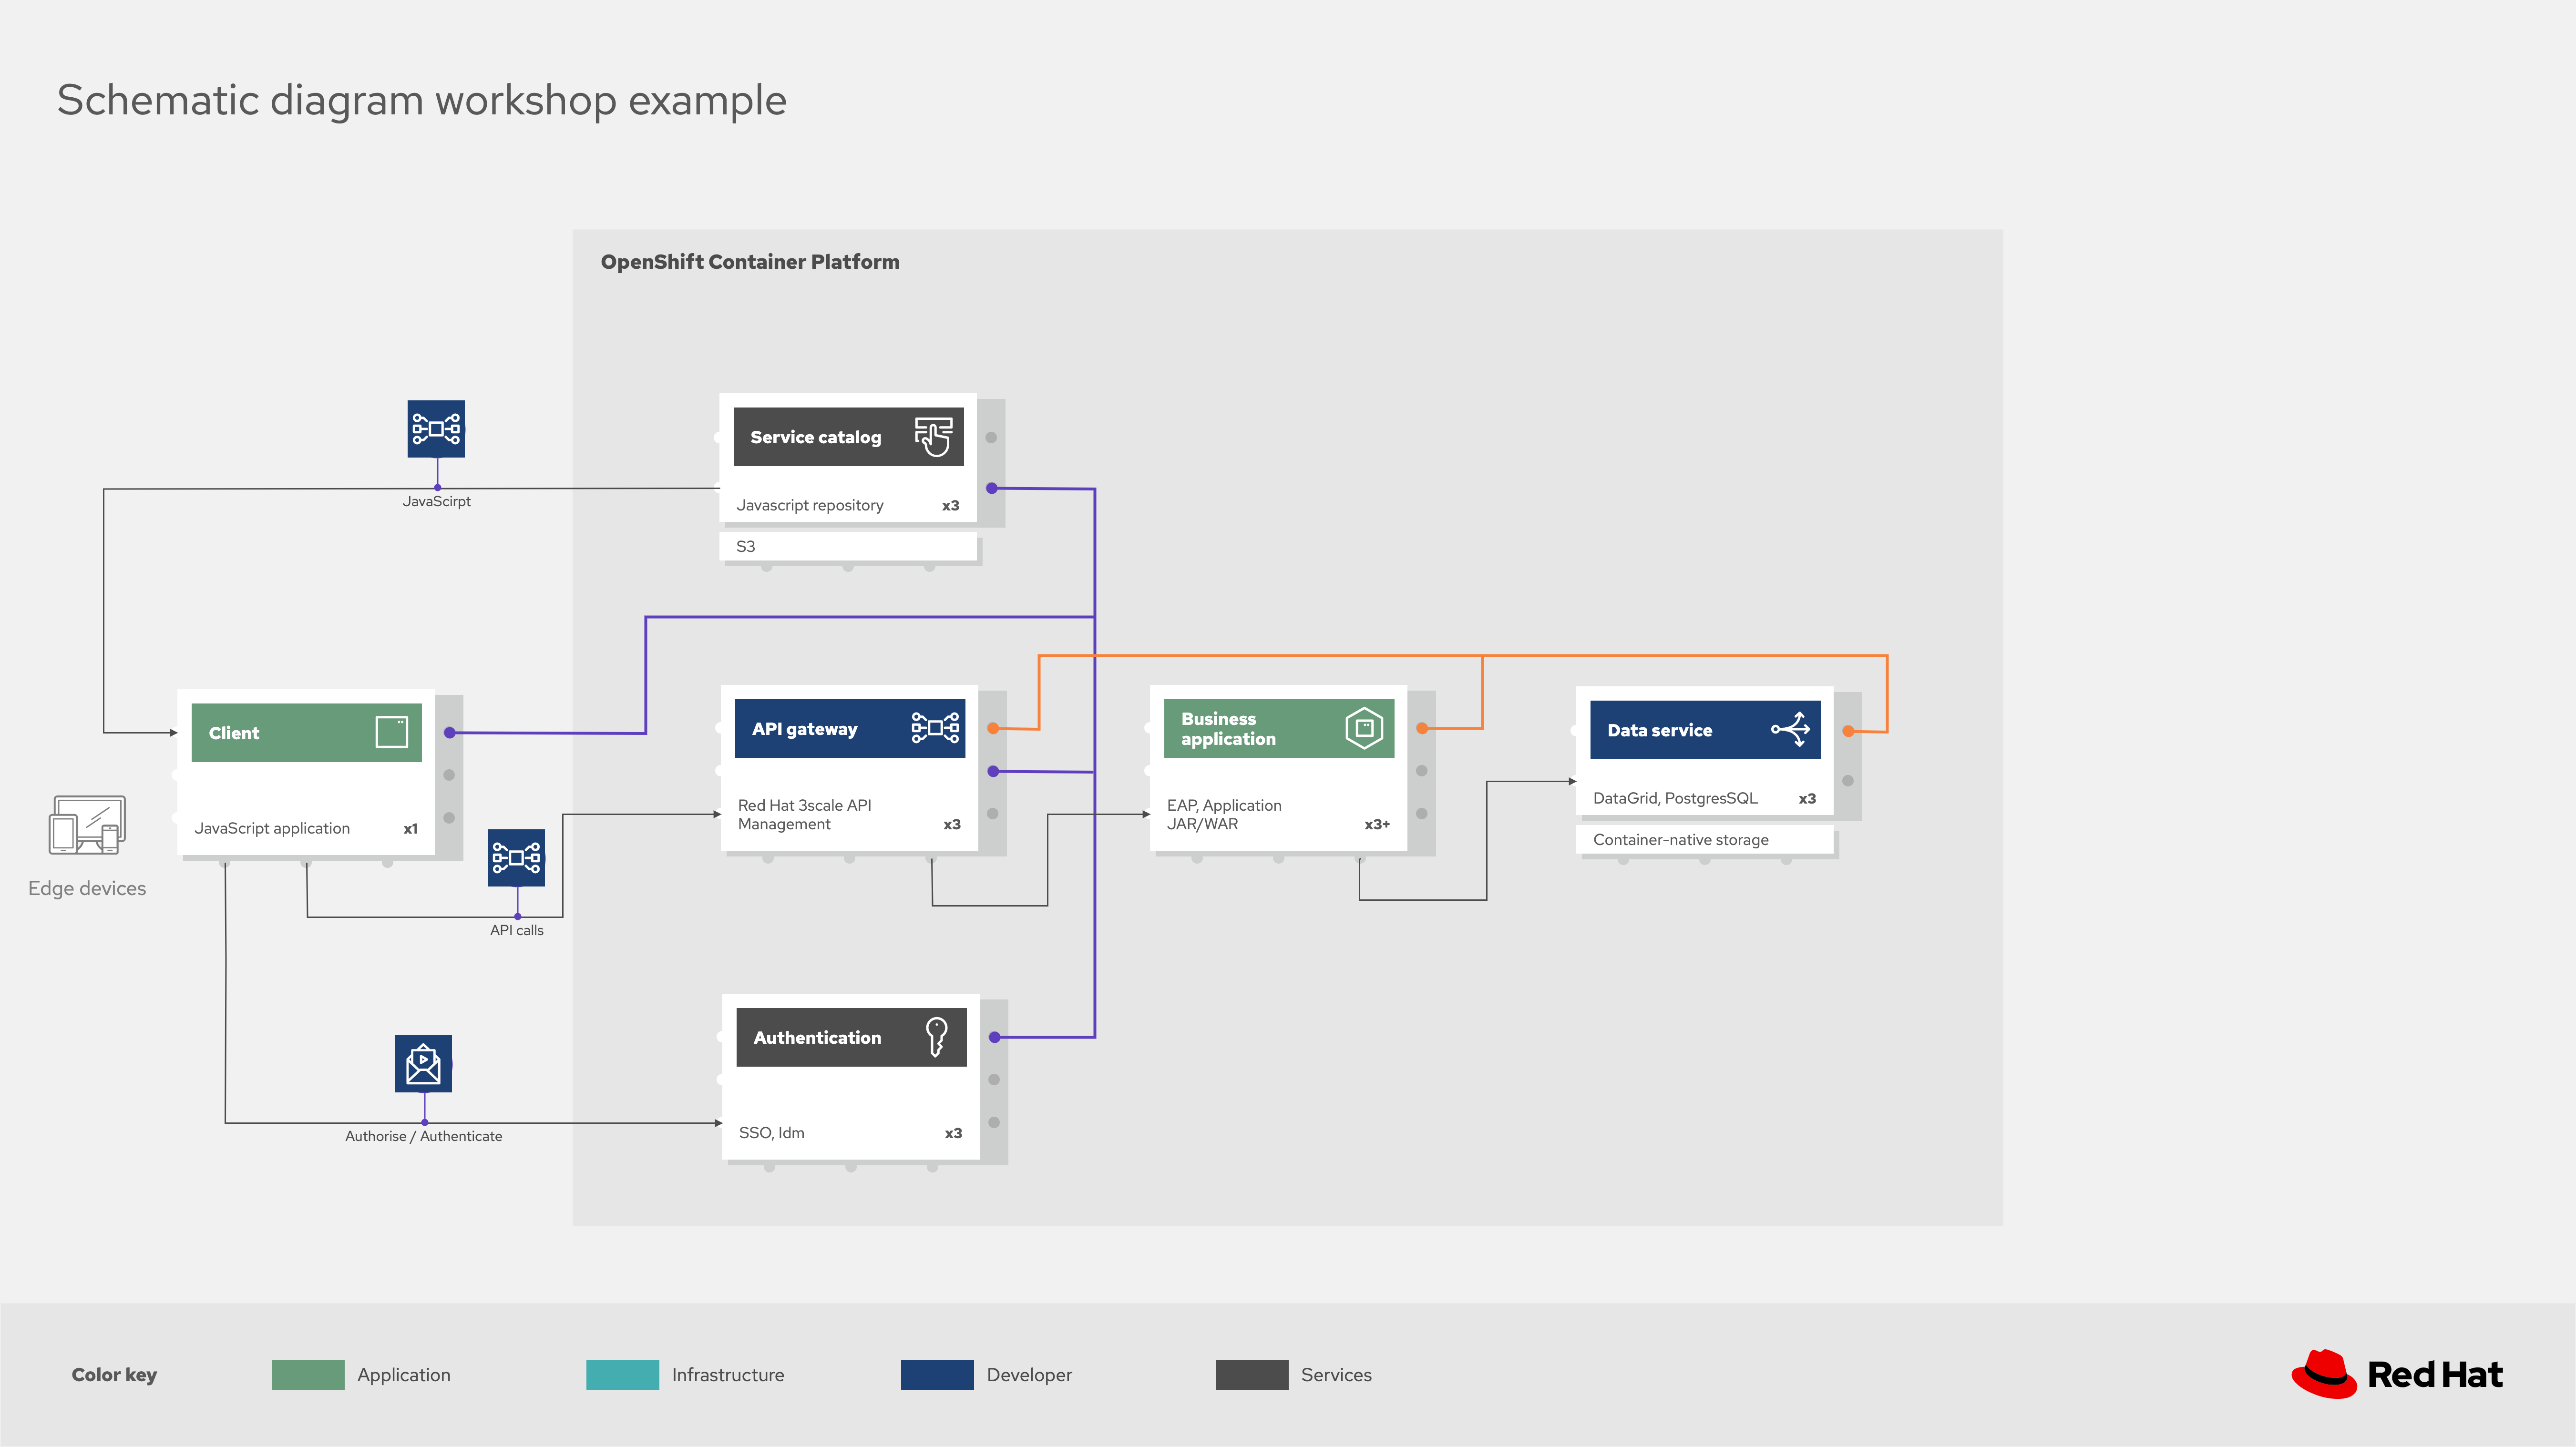 Schematic diagram workshop example
OpenShift Container Platform
JavaScirpt
Service catalog
Javascript repository x3
S3
Client
JavaScript application x1
Edge devices
API calls
API gateway
Red Hat 3scale API
Management x3
Business
application
EAP, Application
JAR/WAR x3+
Data service
DataGrid, PostgresSQL x3
Container-native storage
Authorise / Authenticate
Authentication
SSO, Idm x3
Color key
Application
Infrastructure
Developer
Services
Red Hat